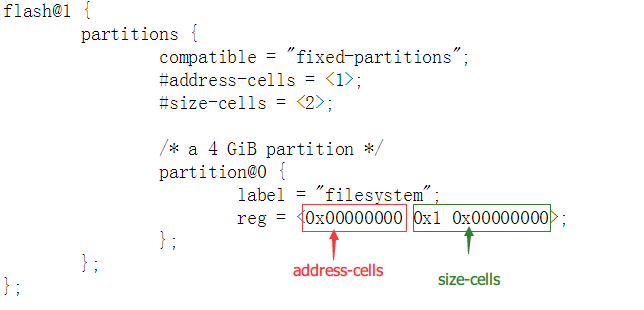 flash@1 {
partitions {
compatible = "fixed-partitions";
#address-cells = <1>;
#size-cells = <2>;
/* a 4 GiB partition */
partition@0 {
label = "filesystem";
reg = <0x00000000 0x1 0x00000000>;
};
};
};
address-cells
size-cells